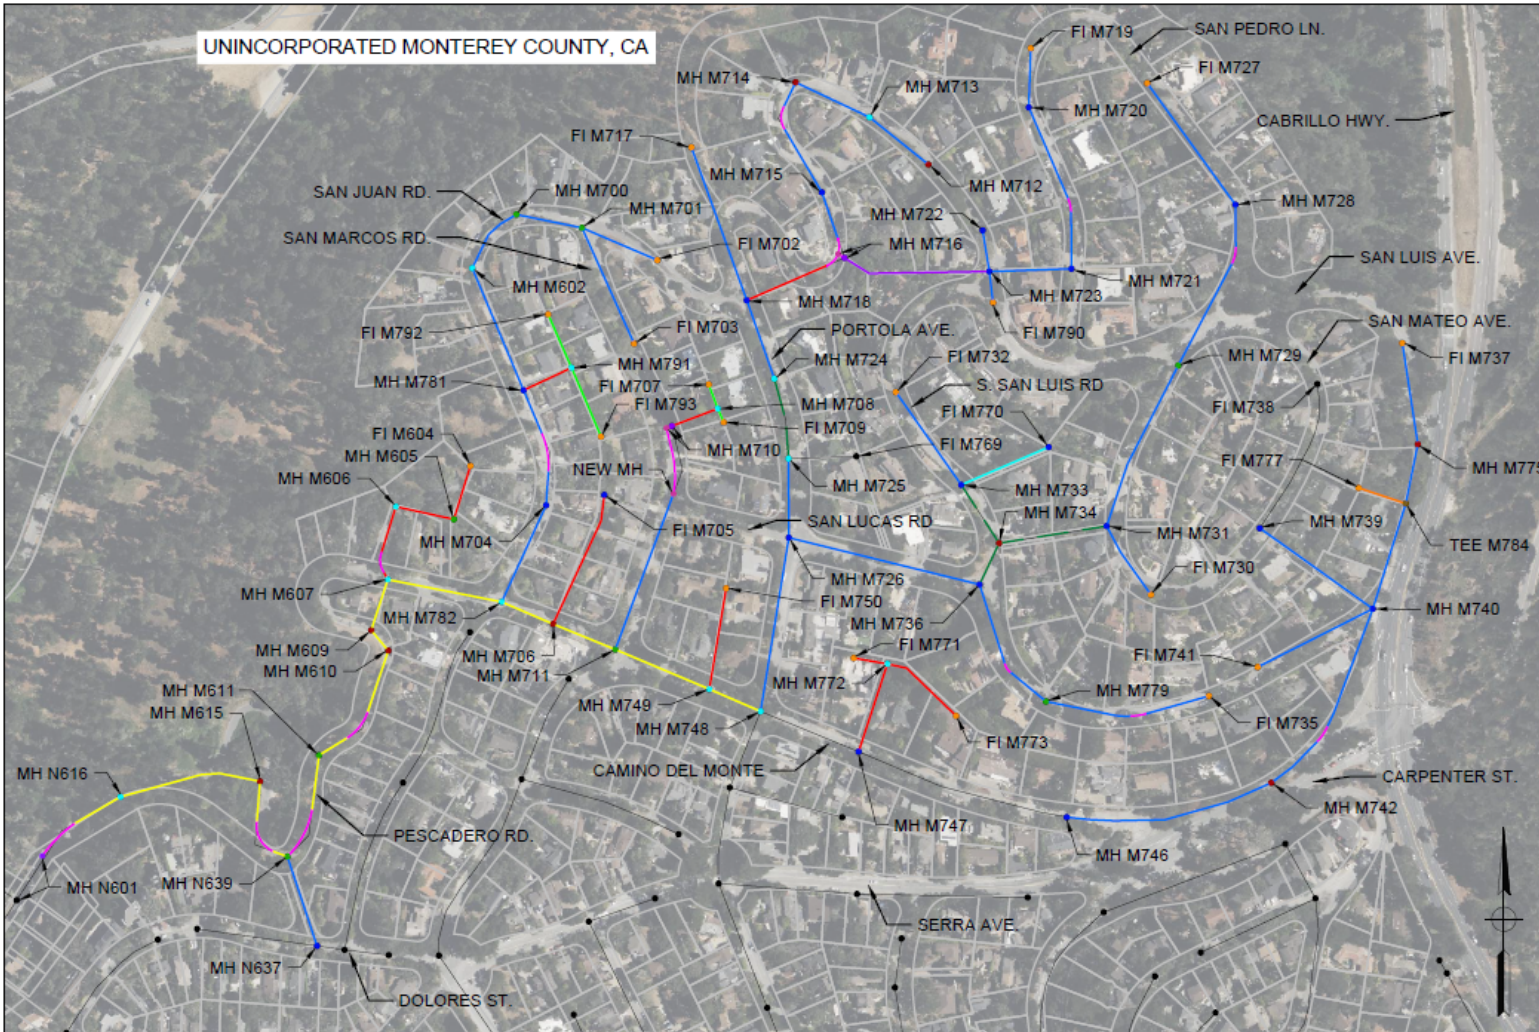 UNINCORPORATED MONTEREY COUNTY, CA
FI M719
SAN PEDRO LN.
FI M727
MH M714
MH M713
MH M720
CABRILLO HWY.
FI M717
MH M715
MH M712
SAN JUAN RD.
MH M700
MH M701
MH M722
MH M728
SAN MARCOS RD.
FI M702
MH M716
SAN LUIS AVE.
MH M602
MH M718
MH M723
MH M721
FI M792
FI M703
PORTOLA AVE.
FI M790
SAN MATEO AVE.
MH M791
MH M724
FI M732
MH M729
FI M737
MH M781
FI M707
S. SAN LUIS RD
FI M793
MH M708
FI M770
FI M738
FI M604
FI M709
FI M769
MH M605
MH M710
MH M775
MH M606
NEW MH
MH M725
FI M777
MH M733
MH M704
FI M705
SAN LUCAS RD
MH M734
MH M731
MH M739
TEE M784
MH M726
FI M730
MH M607
MH M782
FI M750
MH M740
MH M736
MH M609
MH M706
FI M771
MH M610
MH M711
FI M741
MH M772
MH M611
MH M749
MH M779
MH M615
MH M748
FI M773
FI M735
MH N616
CAMINO DEL MONTE
CARPENTER ST.
MH M742
PESCADERO RD.
MH M747
MH M746
MH N601
MH N639
SERRA AVE.
MH N637
DOLORES ST.